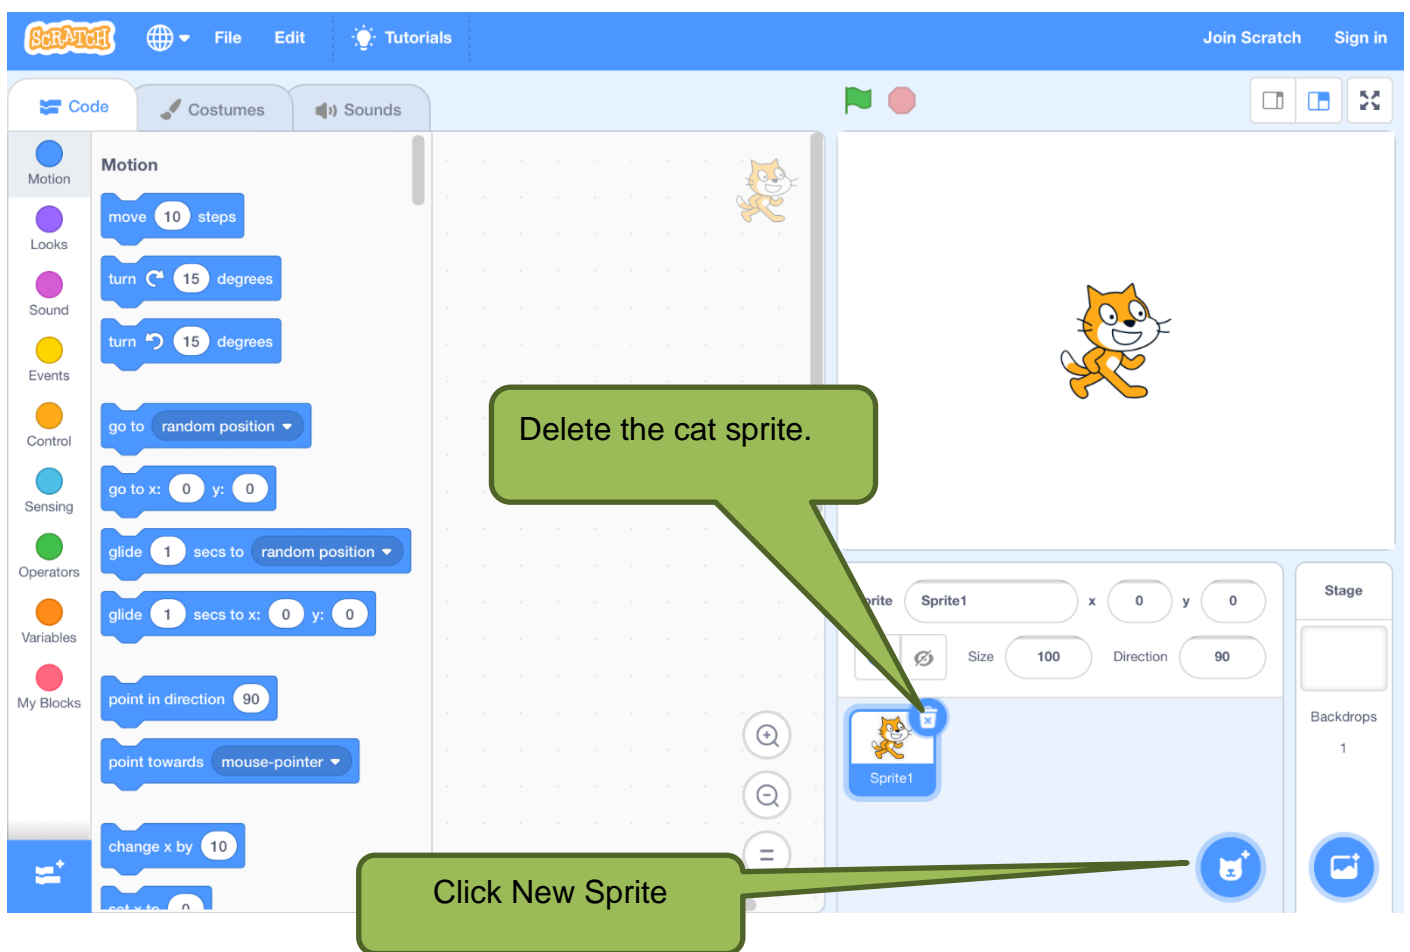 SCRATCH File Edit Tutorials Join Scratch Sign in
Code Costumes Sounds
Motion
Looks
Sound
Events
Control
Sensing
Operators
Variables
My Blocks
Motion
move 10 steps
turn 15 degrees
turn 15 degrees
go to random position
go to x: 0 y: 0
glide 1 secs to random position
glide 1 secs to x: 0 y: 0
point in direction 90
point towards mouse-pointer
change x by 10
set x to 0
Delete the cat sprite.
Click New Sprite
Sprite1 x 0 y 0
Size 100 Direction 90
Sprite1
Stage
Backdrops
1